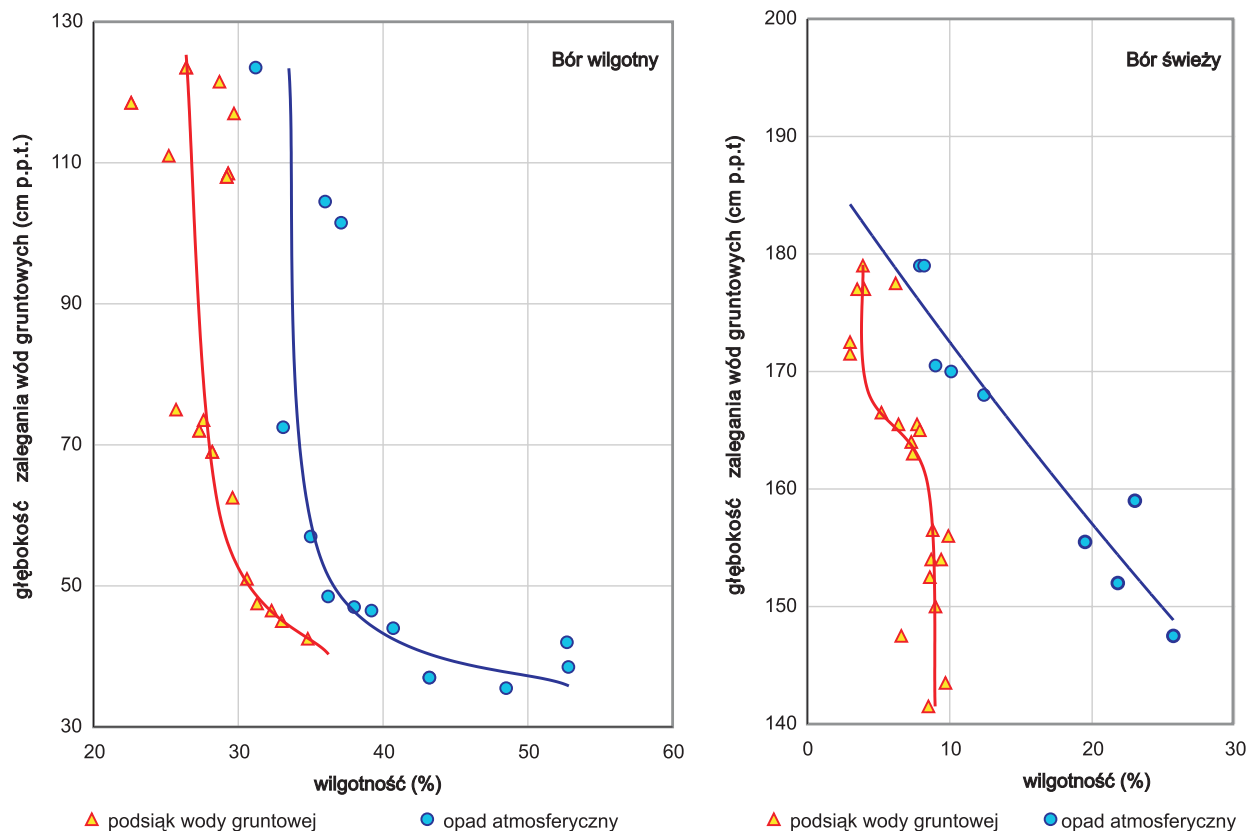 Bór wilgotny
głębokość zalegania wód gruntowych (cm p.p.t.)
130
110
90
70
50
30
20 30 40 50 60
wilgotność (%)
podsiąk wody gruntowej opad atmosferyczny
Bór świeży
głębokość zalegania wód gruntowych (cm p.p.t)
200
190
180
170
160
150
140
0 10 20 30
wilgotność (%)
podsiąk wody gruntowej opad atmosferyczny